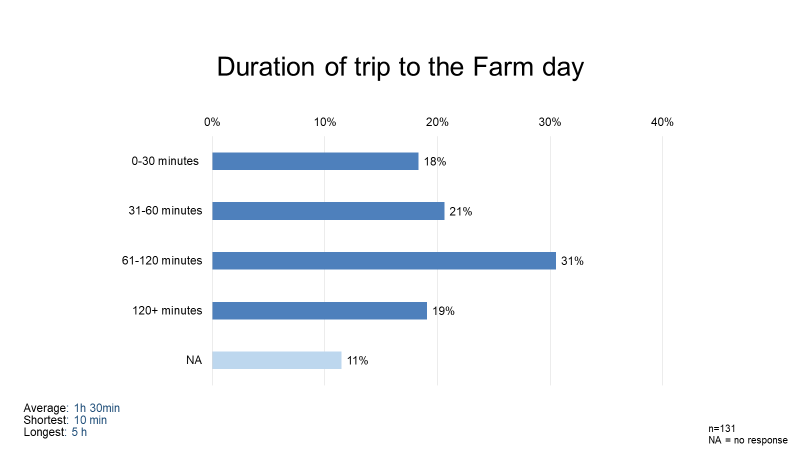 Duration of trip to the Farm day
0% 10% 20% 30% 40%
0-30 minutes 18%
31-60 minutes 21%
61-120 minutes 31%
120+ minutes 19%
NA 11%
Average: 1h 30min
Shortest: 10 min
Longest: 5 h
n=131
NA = no response